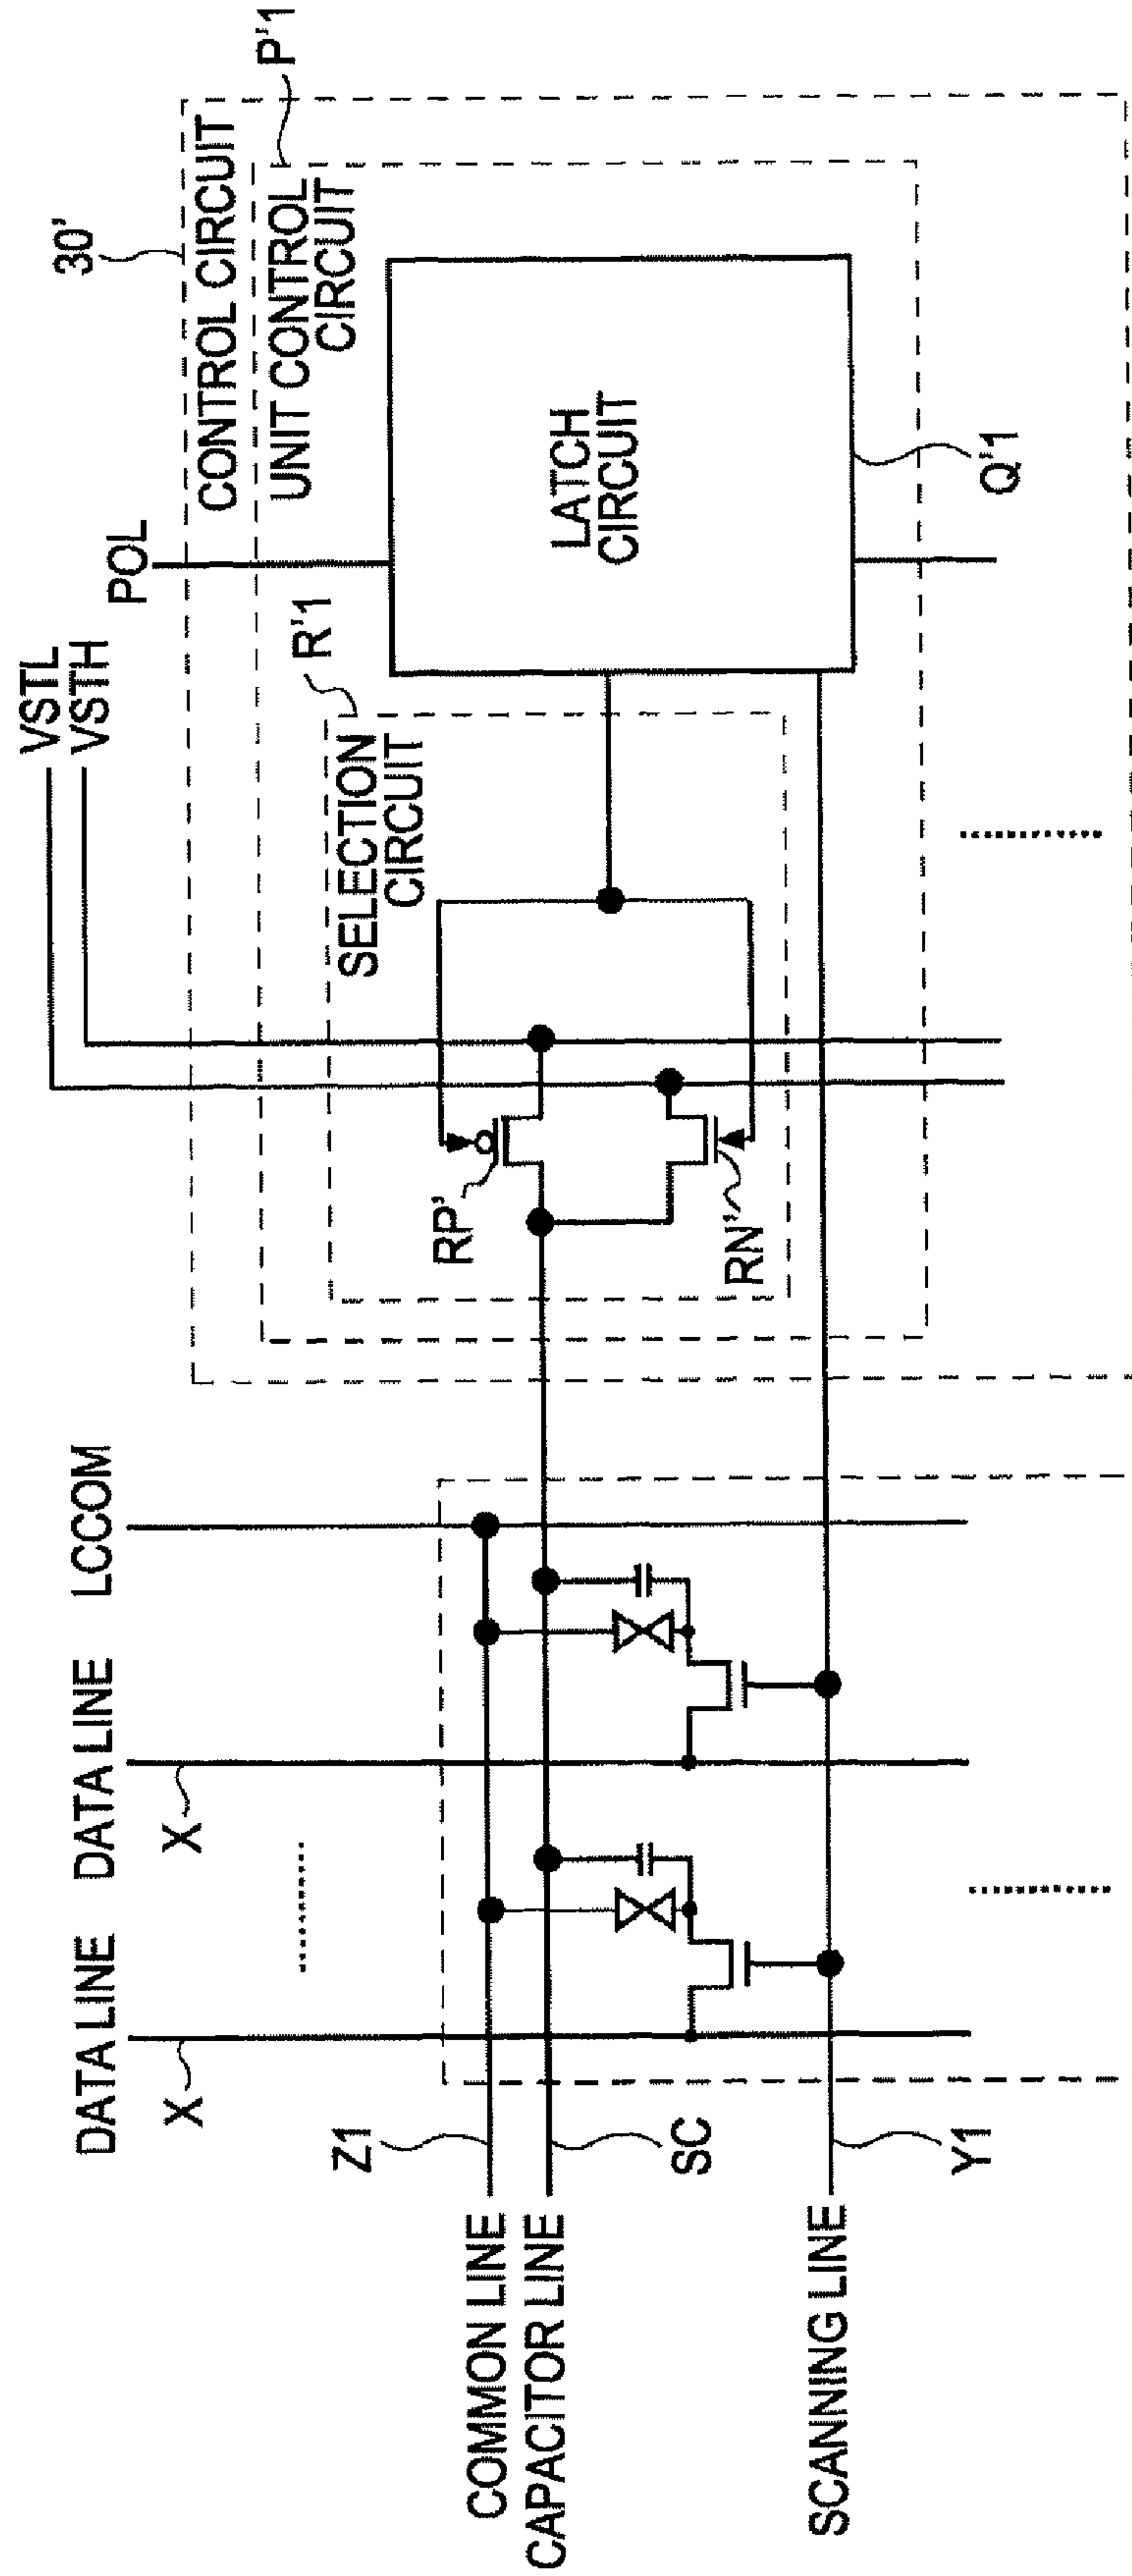 VSTL
VSTH
POL
30'
P'1
CONTROL CIRCUIT
UNIT CONTROL
CIRCUIT
R'1
SELECTION
CIRCUIT
LATCH
CIRCUIT
Q'1
RP'
RN'
DATA LINE
DATA LINE
LCCOM
X
X
Z1
SC
Y1
COMMON LINE
CAPACITOR LINE
SCANNING LINE